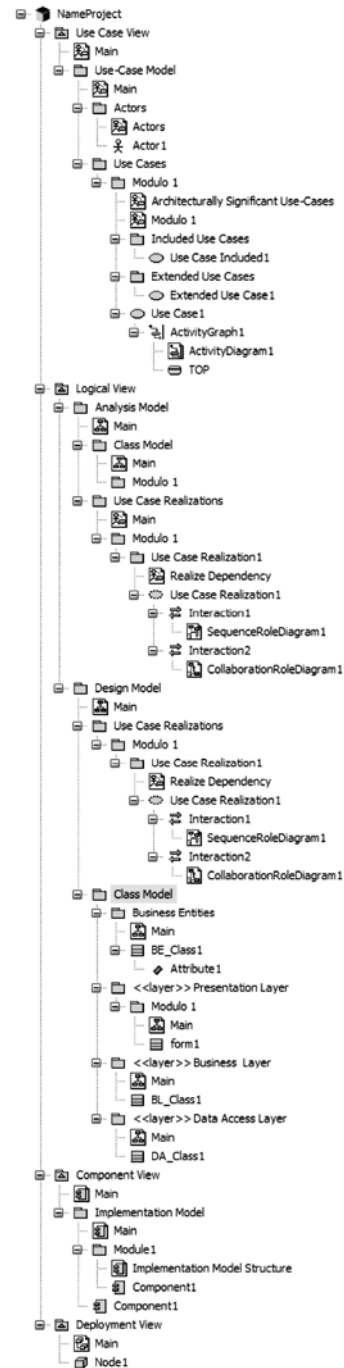 NameProject
Use Case View
Main
Use-Case Model
Main
Actors
Actors
Actor1
Use Cases
Modulo 1
Architecturally Significant Use-Cases
Modulo 1
Included Use Cases
Use Case Included1
Extended Use Cases
Extended Use Case1
Use Case1
ActivityGraph1
ActivityDiagram1
TOP
Logical View
Analysis Model
Main
Class Model
Main
Modulo 1
Use Case Realizations
Main
Modulo 1
Use Case Realization1
Realize Dependency
Use Case Realization1
Interaction1
SequenceRoleDiagram1
Interaction2
CollaborationRoleDiagram1
Design Model
Main
Use Case Realizations
Modulo 1
Use Case Realization1
Realize Dependency
Use Case Realization1
Interaction1
SequenceRoleDiagram1
Interaction2
CollaborationRoleDiagram1
Class Model
Business Entities
Main
BE_Class1
Attribute1
<<layer>> Presentation Layer
Modulo 1
Main
form1
<<layer>> Business Layer
Main
BL_Class1
<<layer>> Data Access Layer
Main
DA_Class1
Component View
Main
Implementation Model
Main
Module1
Implementation Model Structure
Component1
Component1
Deployment View
Main
Node1